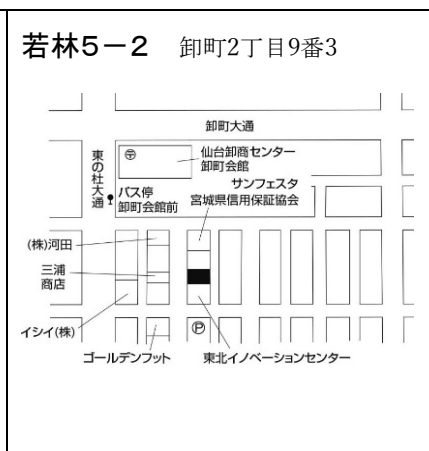 若林5－2 卸町2丁目9番3
卸町大通
東の杜大通
〒
仙台卸商センター
卸町会館
サンフェスタ
バス停
卸町会館前
宮城県信用保証協会
(株)河田
三浦
商店
イシイ(株)
ゴールデンフット
Ⓟ
東北イノベーションセンター